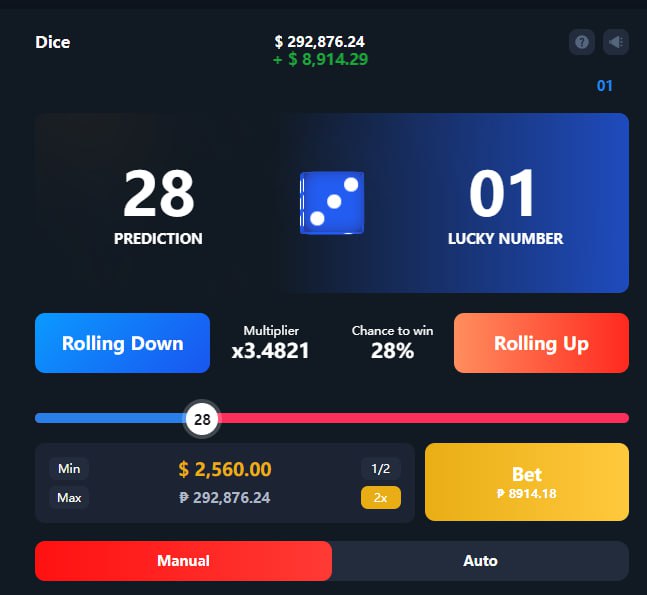 Dice
$ 292,876.24
+ $ 8,914.29
?
01
28
01
PREDICTION
LUCKY NUMBER
Rolling Down
Multiplier
x3.4821
Chance to win
28%
Rolling Up
28
Min
$ 2,560.00
1/2
Max
₱ 292,876.24
2x
Bet
₱ 8914.18
Manual
Auto